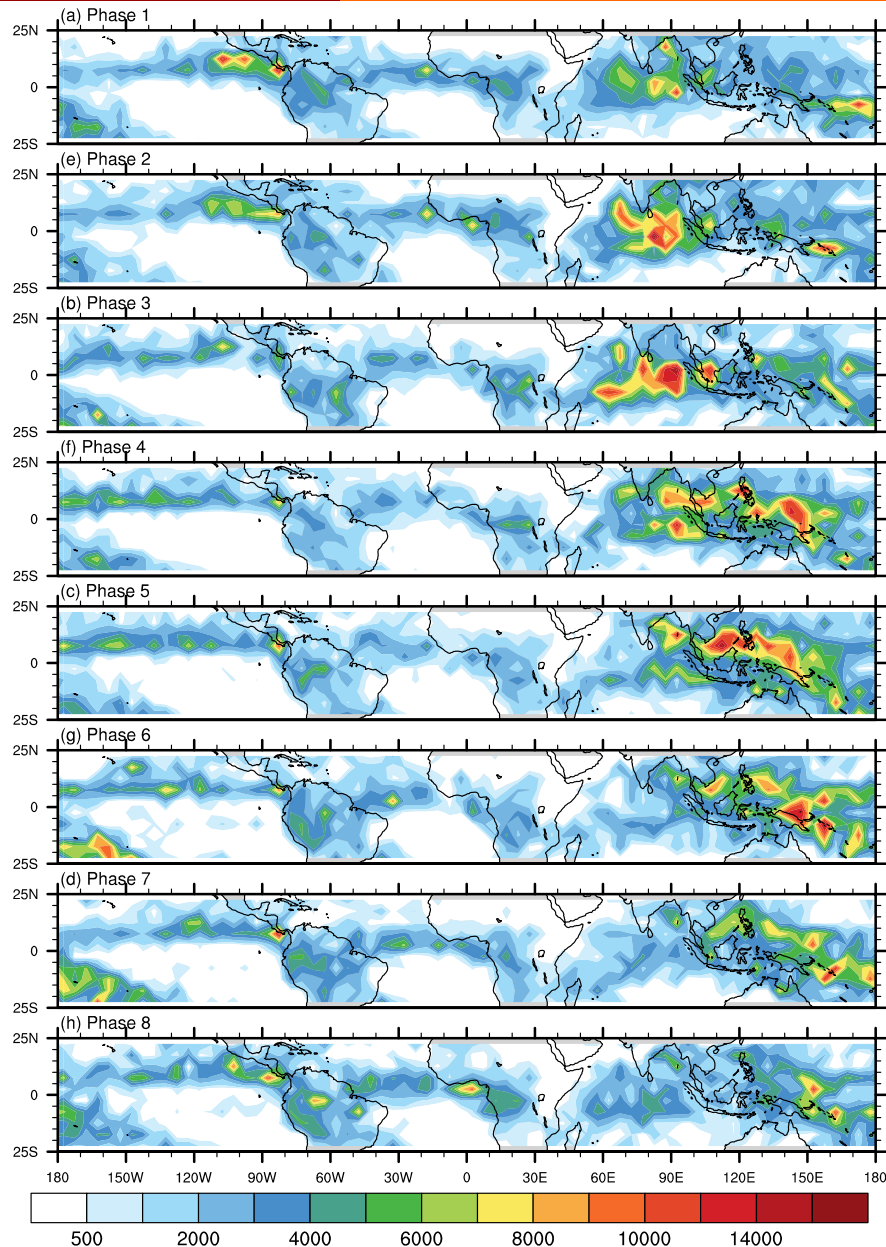 (a) Phase 1
25N
0
25S
(e) Phase 2
25N
0
25S
(b) Phase 3
25N
0
25S
(f) Phase 4
25N
0
25S
(c) Phase 5
25N
0
25S
(g) Phase 6
25N
0
25S
(d) Phase 7
25N
0
25S
(h) Phase 8
25N
0
25S
180 150W 120W 90W 60W 30W 0 30E 60E 90E 120E 150E 180
500 2000 4000 6000 8000 10000 14000